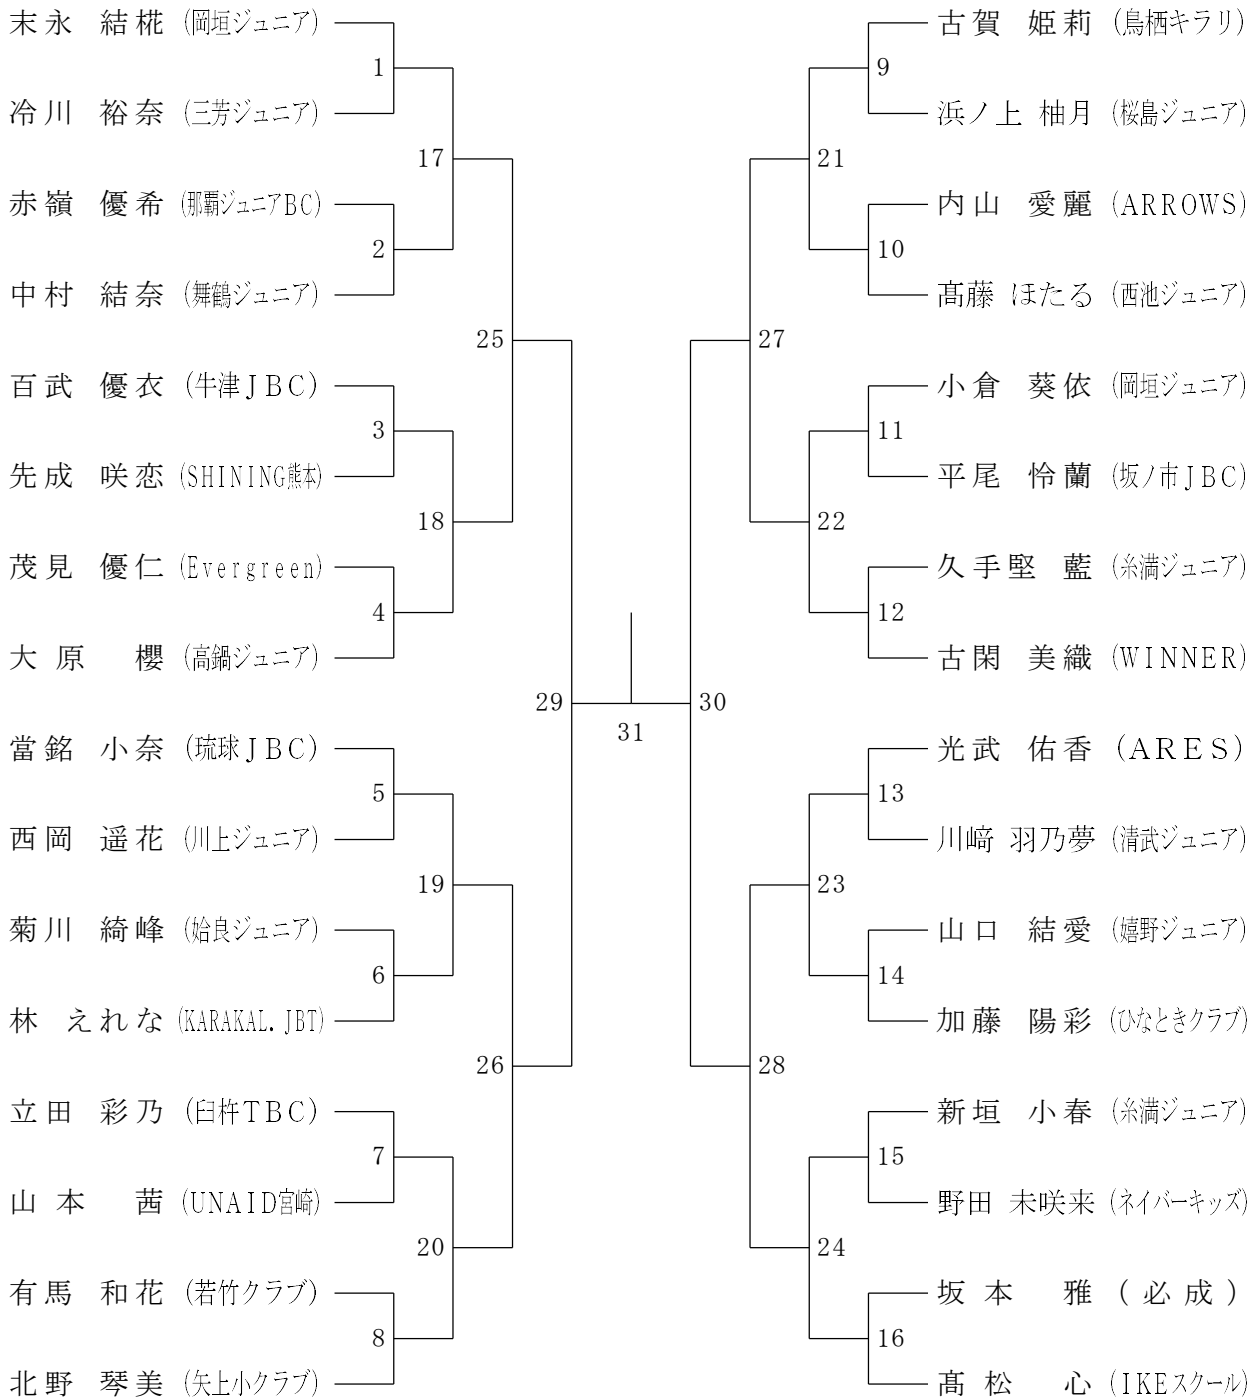 末永 結椛 (岡垣ジュニア)
1
冷川 裕奈 (三芳ジュニア)
17
赤嶺 優希 (那覇ジュニアBC)
2
中村 結奈 (舞鶴ジュニア)
25
百武 優衣 (牛津JBC)
3
先成 咲恋 (SHINING熊本)
18
茂見 優仁 (Evergreen)
4
大原 櫻 (高鍋ジュニア)
29
當銘 小奈 (琉球JBC)
5
西岡 遥花 (川上ジュニア)
19
菊川 綺峰 (姶良ジュニア)
6
林 えれな (KARAKAL.JBT)
26
立田 彩乃 (臼杵TBC)
7
山本 茜 (UNAID宮崎)
20
有馬 和花 (若竹クラブ)
8
北野 琴美 (矢上小クラブ)
31
古賀 姫莉 (鳥栖キラリ)
9
浜ノ上 柚月 (桜島ジュニア)
21
内山 愛麗 (ARROWS)
10
髙藤 ほたる (西池ジュニア)
27
小倉 葵依 (岡垣ジュニア)
11
平尾 怜蘭 (坂ノ市JBC)
22
久手堅 藍 (糸満ジュニア)
12
古閑 美織 (WINNER)
30
光武 佑香 (ARES)
13
川﨑 羽乃夢 (清武ジュニア)
23
山口 結愛 (嬉野ジュニア)
14
加藤 陽彩 (ひなときクラブ)
28
新垣 小春 (糸満ジュニア)
15
野田 未咲来 (ネイバーキッズ)
24
坂本 雅 (必成)
16
髙松 心 (IKEスクール)